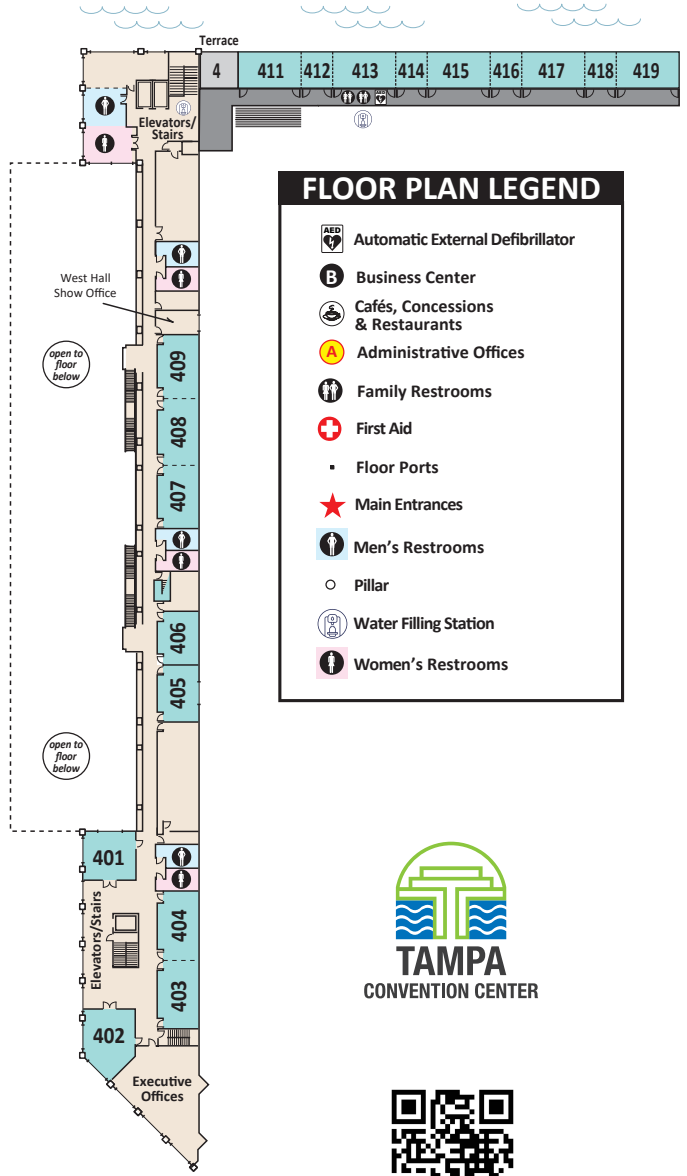 Terrace
4
411
412
413
414
415
416
417
418
419
Elevators/
Stairs
West Hall
Show Office
open to
floor
below
409
408
407
406
405
open to
floor
below
401
Elevators/Stairs
404
403
402
Executive
Offices
FLOOR PLAN LEGEND
AED
Automatic External Defibrillator
B
Business Center
Cafés, Concessions
& Restaurants
A
Administrative Offices
Family Restrooms
First Aid
Floor Ports
Main Entrances
Men's Restrooms
Pillar
Water Filling Station
Women's Restrooms
TAMPA
CONVENTION CENTER